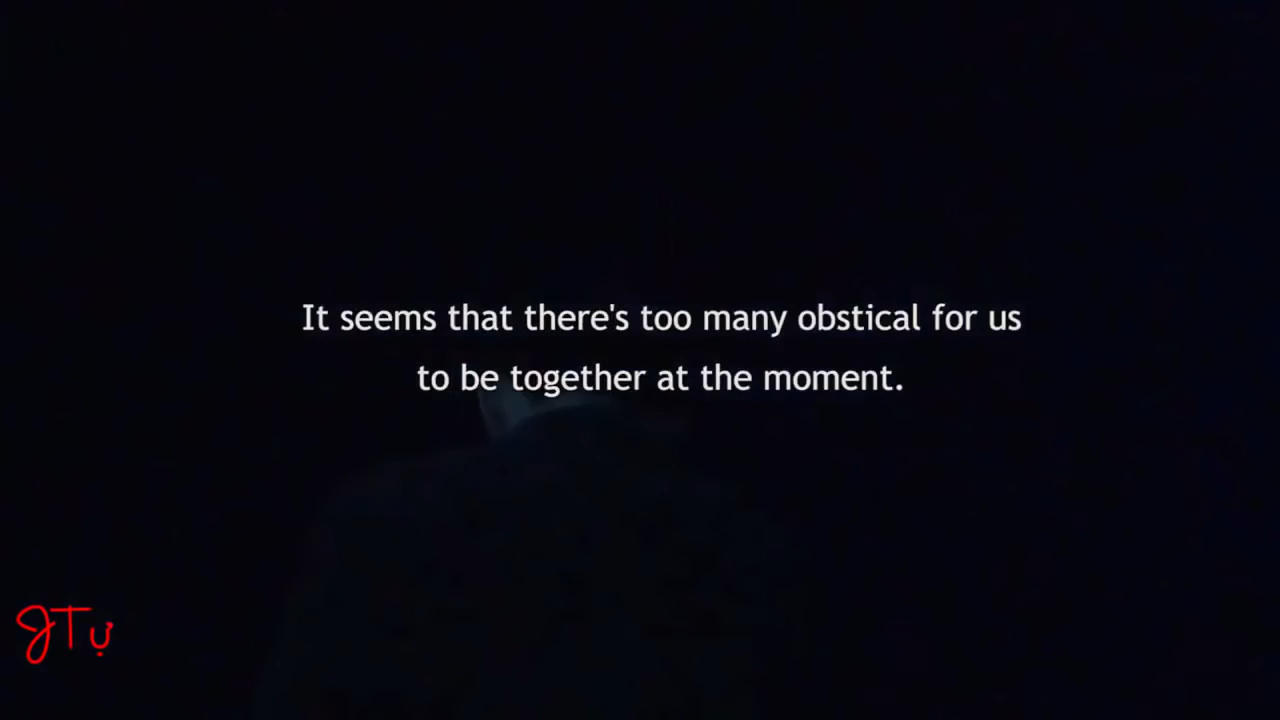 It seems that there's too many obstical for us
to be together at the moment.
JTự